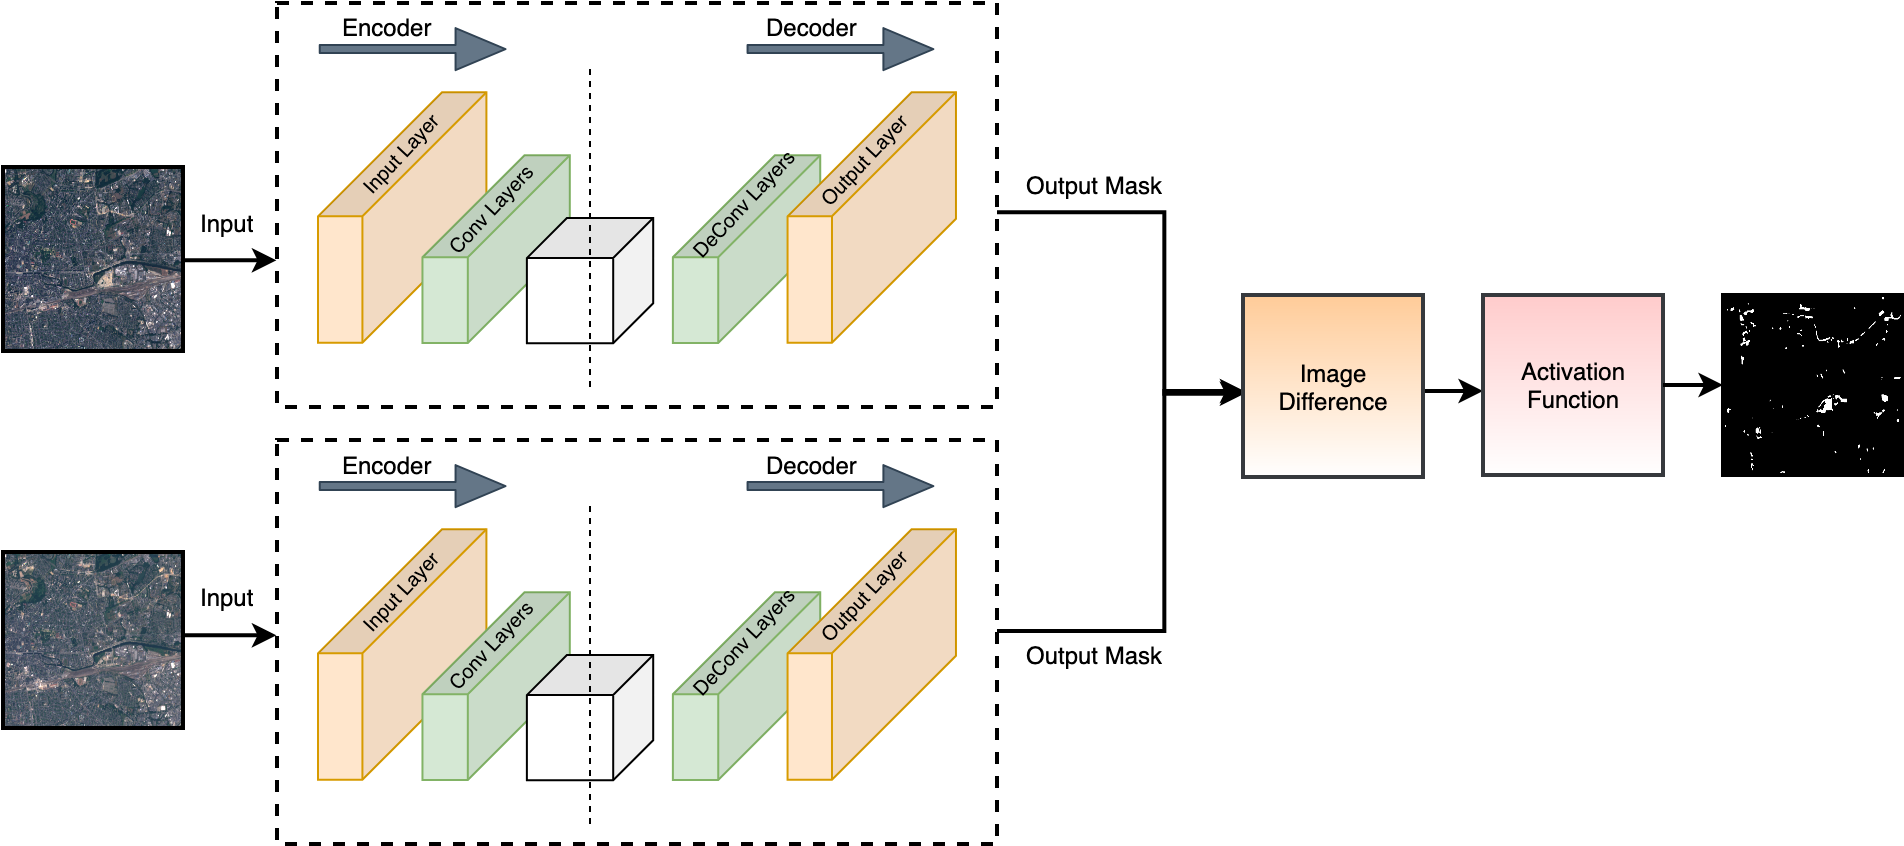 Encoder
Decoder
Input Layer
Conv Layers
DeConv Layers
Output Layer
Input
Output Mask
Image
Difference
Activation
Function
Encoder
Decoder
Input Layer
Conv Layers
DeConv Layers
Output Layer
Input
Output Mask